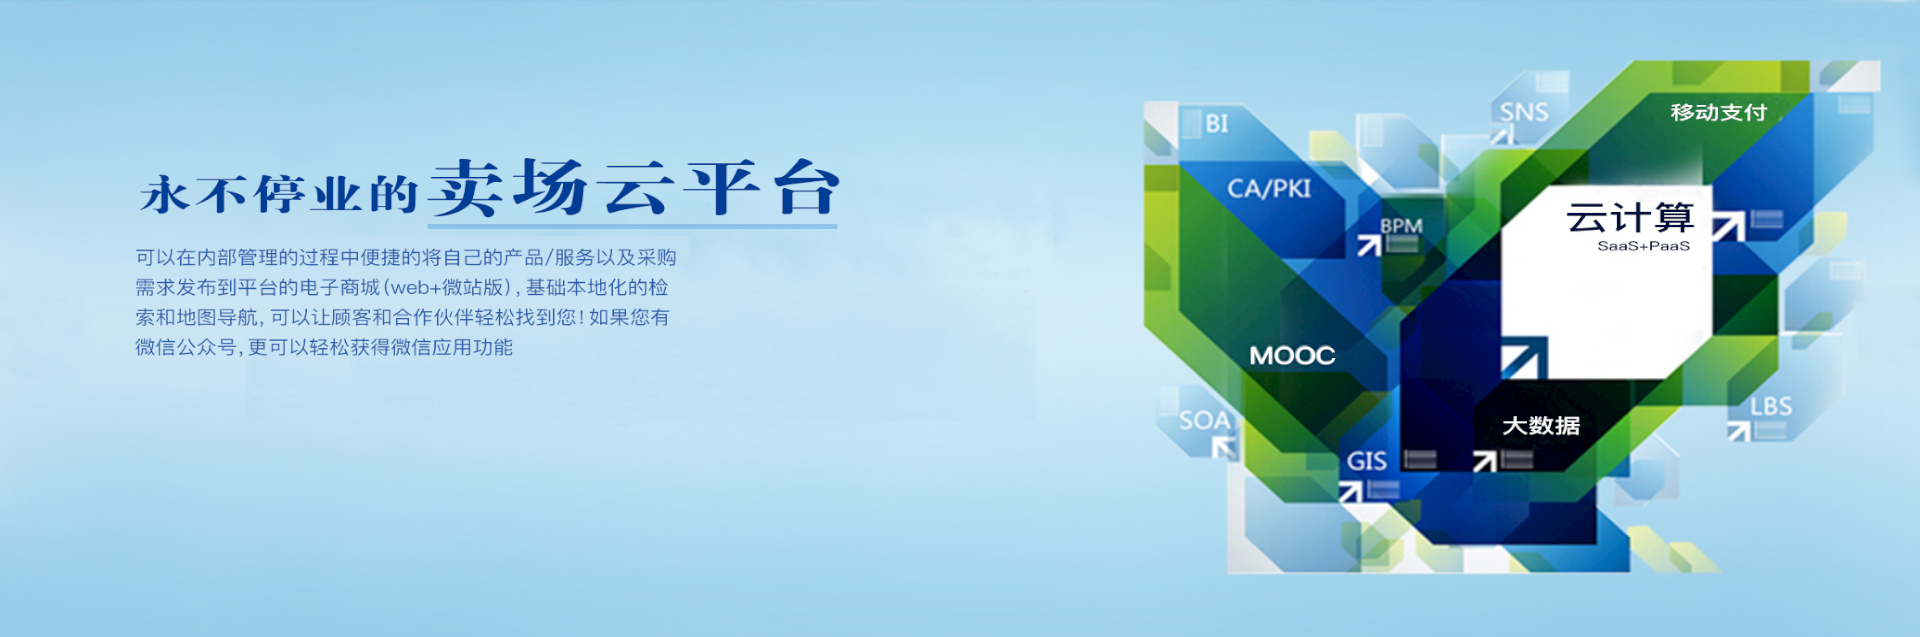 永不停业的卖场云平台
可以在内部管理的过程中便捷的将自己的产品/服务以及采购
需求发布到平台的电子商城(web+微站版),基础本地化的检
索和地图导航,可以让顾客和合作伙伴轻松找到您!如果您有
微信公众号,更可以轻松获得微信应用功能
BI
SNS
移动支付
CA/PKI
BPM
云计算
SaaS+PaaS
MOOC
SOA
大数据
LBS
GIS